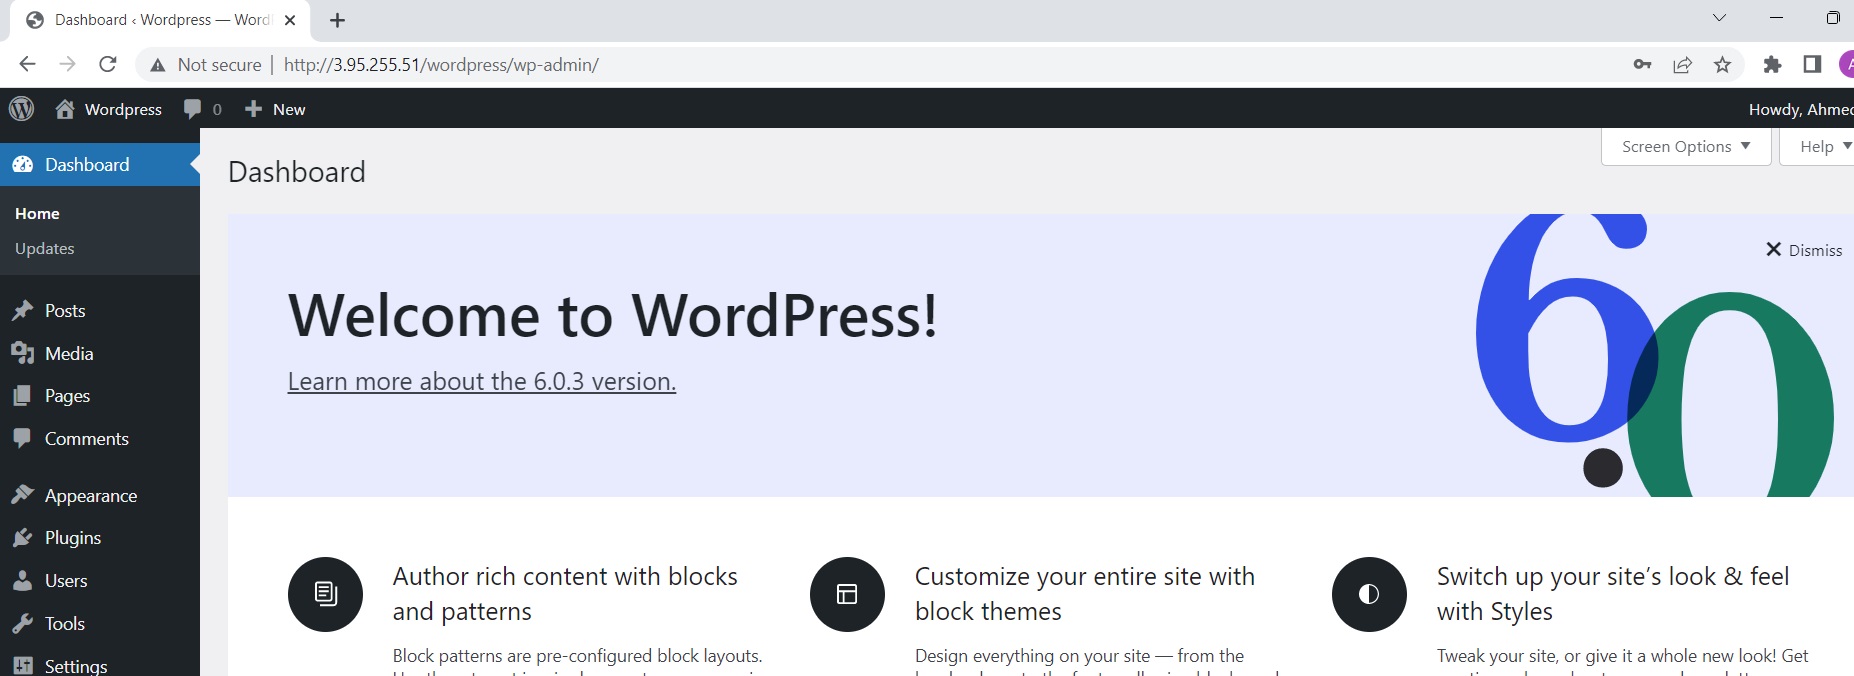 Dashboard ‹ Wordpress — Word
Not secure | http://3.95.255.51/wordpress/wp-admin/
Wordpress 0 New
Howdy, Ahmed
Dashboard
Home
Updates
Posts
Media
Pages
Comments
Appearance
Plugins
Users
Tools
Settings
Screen Options
Help
Dashboard
Dismiss
Welcome to WordPress!
Learn more about the 6.0.3 version.
6.0
Author rich content with blocks
and patterns
Block patterns are pre-configured block layouts.
Customize your entire site with
block themes
Design everything on your site — from the
Switch up your site’s look & feel
with Styles
Tweak your site, or give it a whole new look! Get